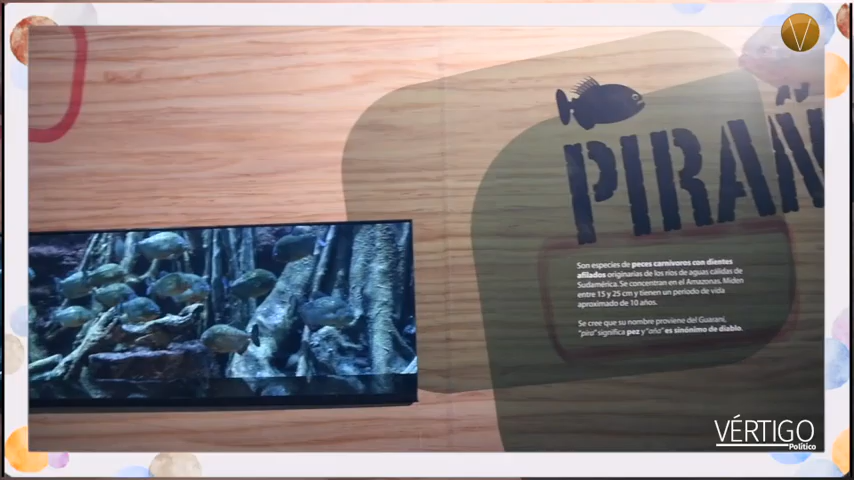 V
PIRAÑ
Son especies de peces carnívoros con dientes
afilados originarias de los ríos de aguas cálidas de
Sudamérica. Se concentran en el Amazonas. Miden
entre 15 y 25 cm y tienen un periodo de vida
aproximado de 10 años.
Se cree que su nombre proviene del Guaraní,
"pira" significa pez y "aña" es sinónimo de diablo.
VÉRTIGO
Político